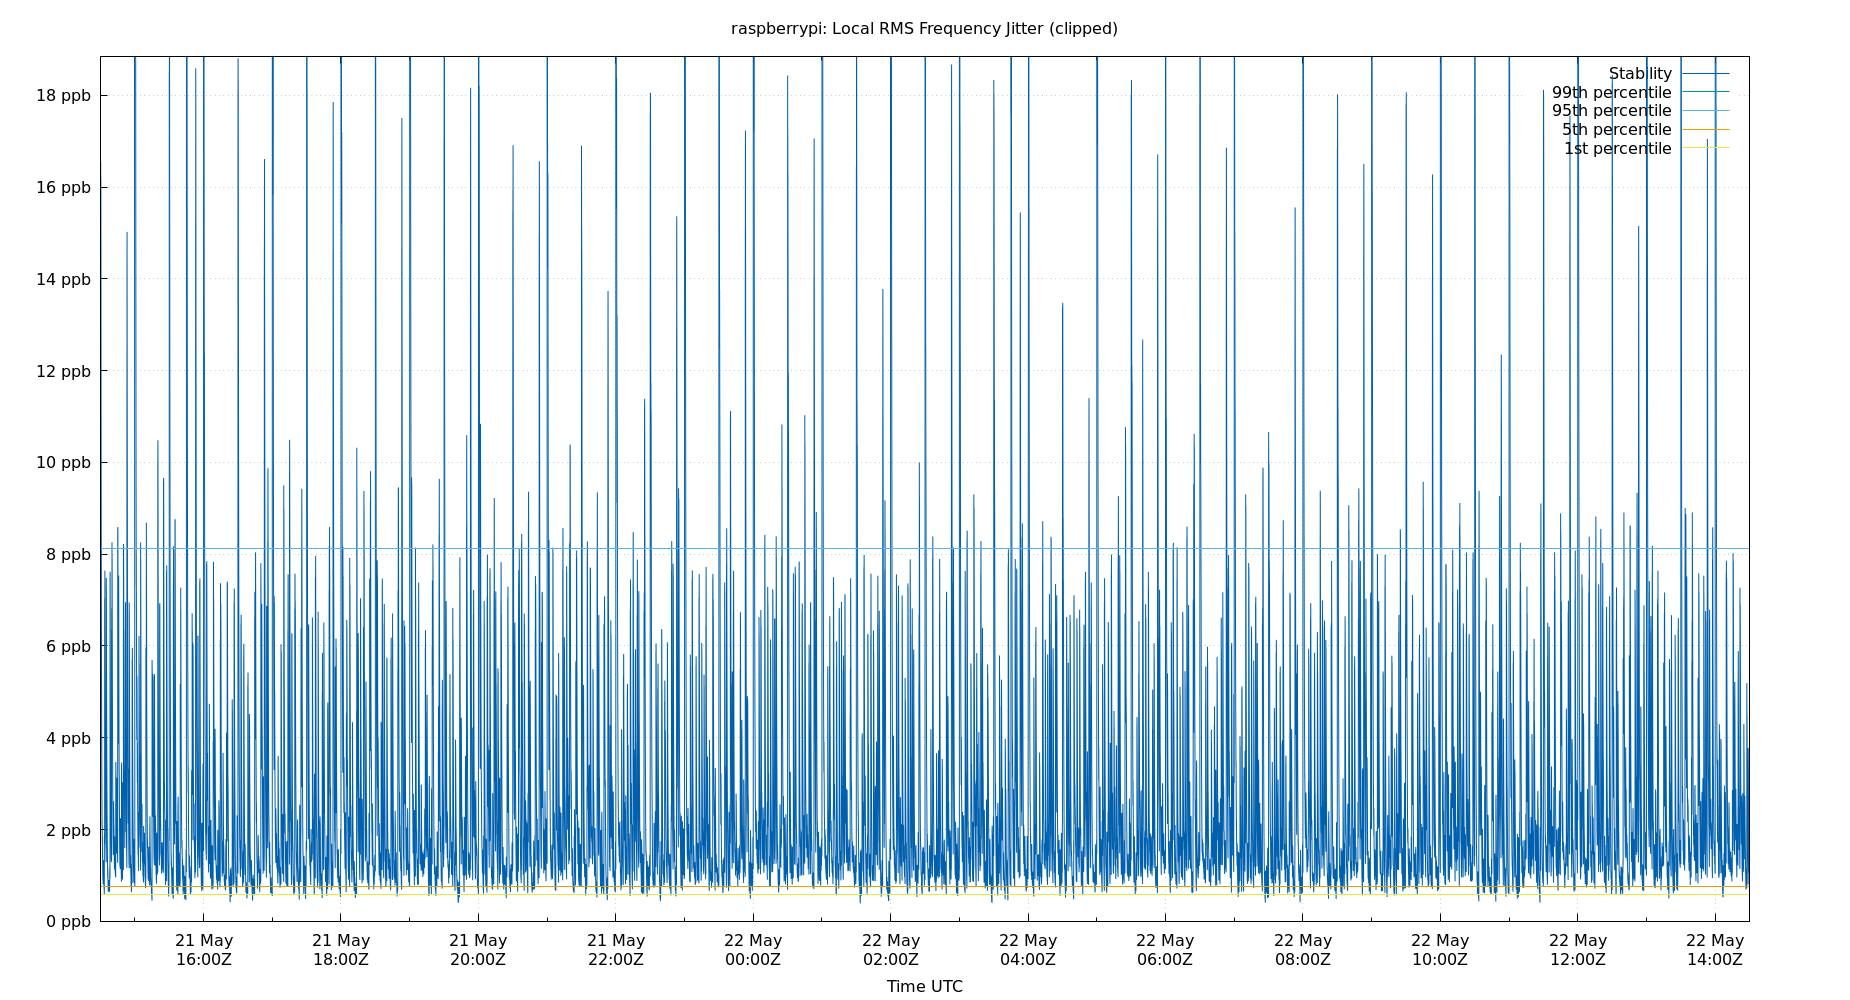 raspberrypi: Local RMS Frequency Jitter (clipped)
Stability
99th percentile
95th percentile
5th percentile
1st percentile
18 ppb
16 ppb
14 ppb
12 ppb
10 ppb
8 ppb
6 ppb
4 ppb
2 ppb
0 ppb
21 May 21 May 21 May 21 May 22 May 22 May 22 May 22 May 22 May 22 May 22 May 22 May
16:00Z 18:00Z 20:00Z 22:00Z 00:00Z 02:00Z 04:00Z 06:00Z 08:00Z 10:00Z 12:00Z 14:00Z
Time UTC